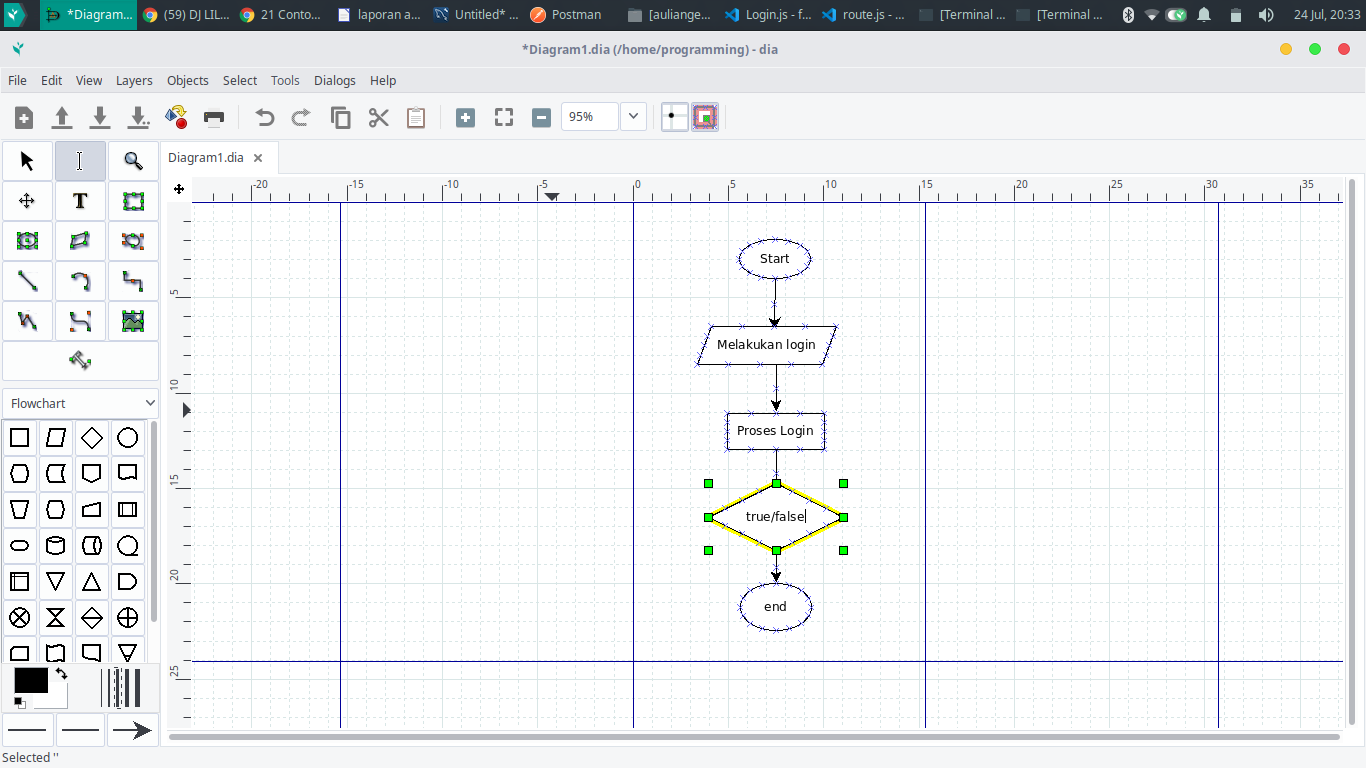 *Diagram...
(59) DJ LIL...
21 Conto...
laporan a...
Untitled* ...
Postman
[auliange...
Login.js - f...
route.js - ...
[Terminal ...
[Terminal ...
24 Jul, 20:33
*Diagram1.dia (/home/programming) - dia
File Edit View Layers Objects Select Tools Dialogs Help
95%
T
Diagram1.dia
-20 -15 -10 -5 0 5 10 15 20 25 30 35
5
10
15
20
25
Flowchart
Start
Melakukan login
Proses Login
true/false
end
Selected ''